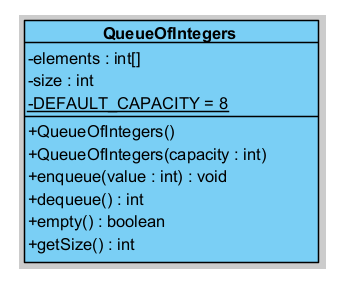 QueueOfIntegers
-elements : int[]
-size : int
-DEFAULT_CAPACITY = 8
+QueueOfIntegers()
+QueueOfIntegers(capacity : int)
+enqueue(value : int) : void
+dequeue() : int
+empty() : boolean
+getSize() : int